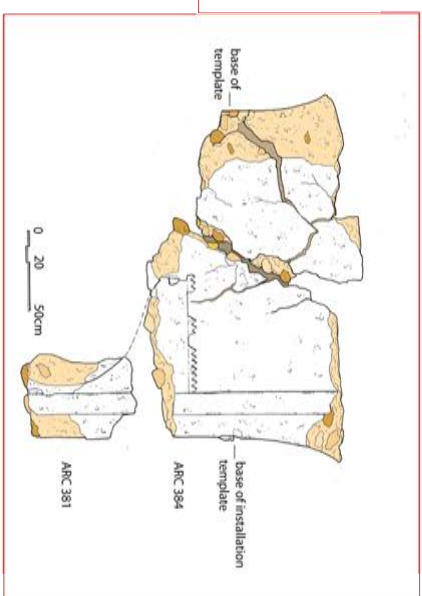 base of
template
0 20 50cm
base of installation
template
ARC 384
ARC 381